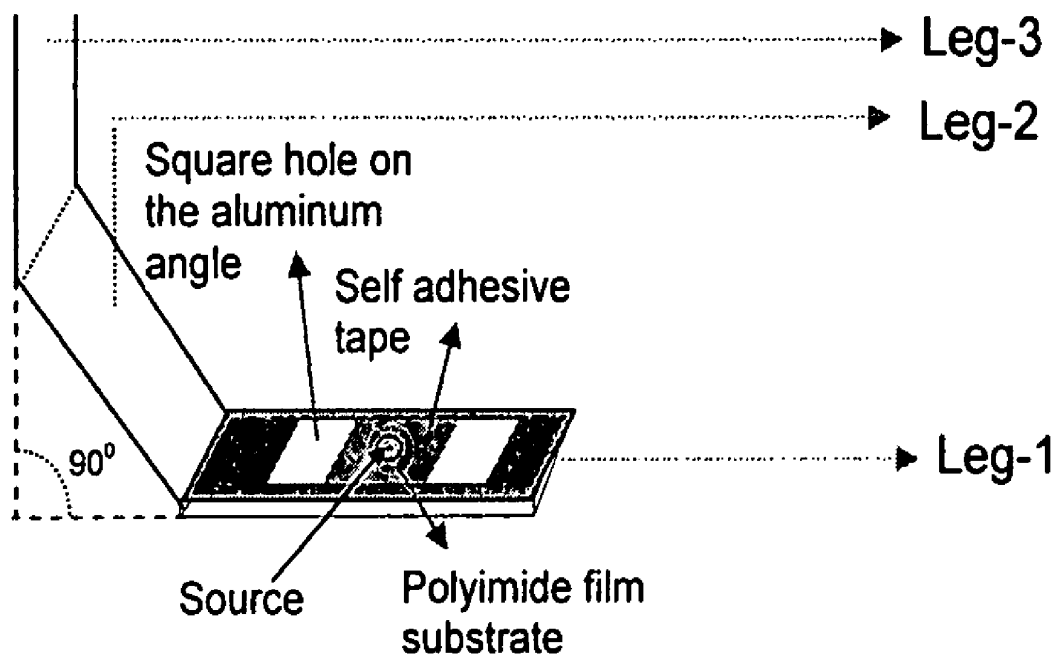 Leg-3
Leg-2
Square hole on
the aluminum
angle
Self adhesive
tape
90⁰
Leg-1
Source
Polyimide film
substrate